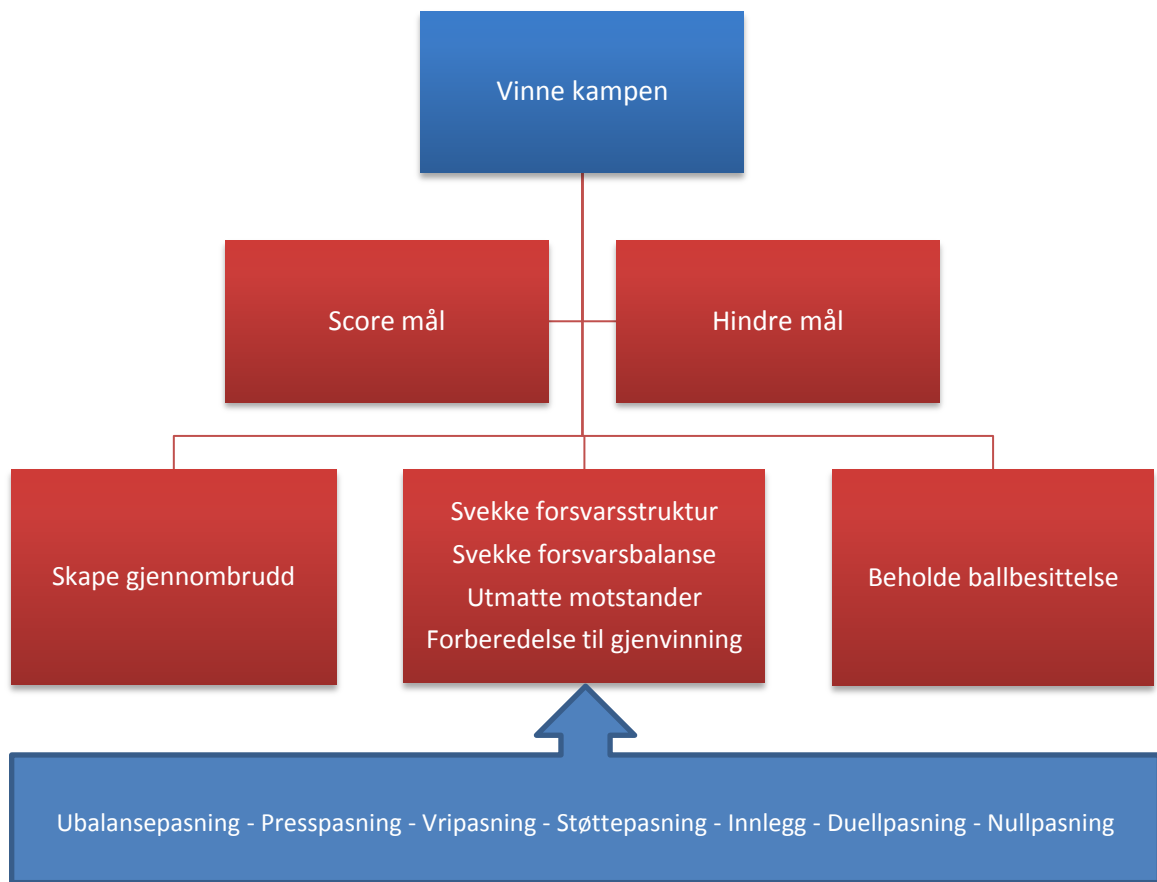 Vinne kampen
Score mål
Hindre mål
Skape gjennombrudd
Svekke forsvarsstruktur
Svekke forsvarsbalanse
Utmatte motstander
Forberedelse til gjenvinning
Beholde ballbesittelse
Ubalansepasning - Presspasning - Vripasning - Støttepasning - Innlegg - Duellpasning - Nullpasning